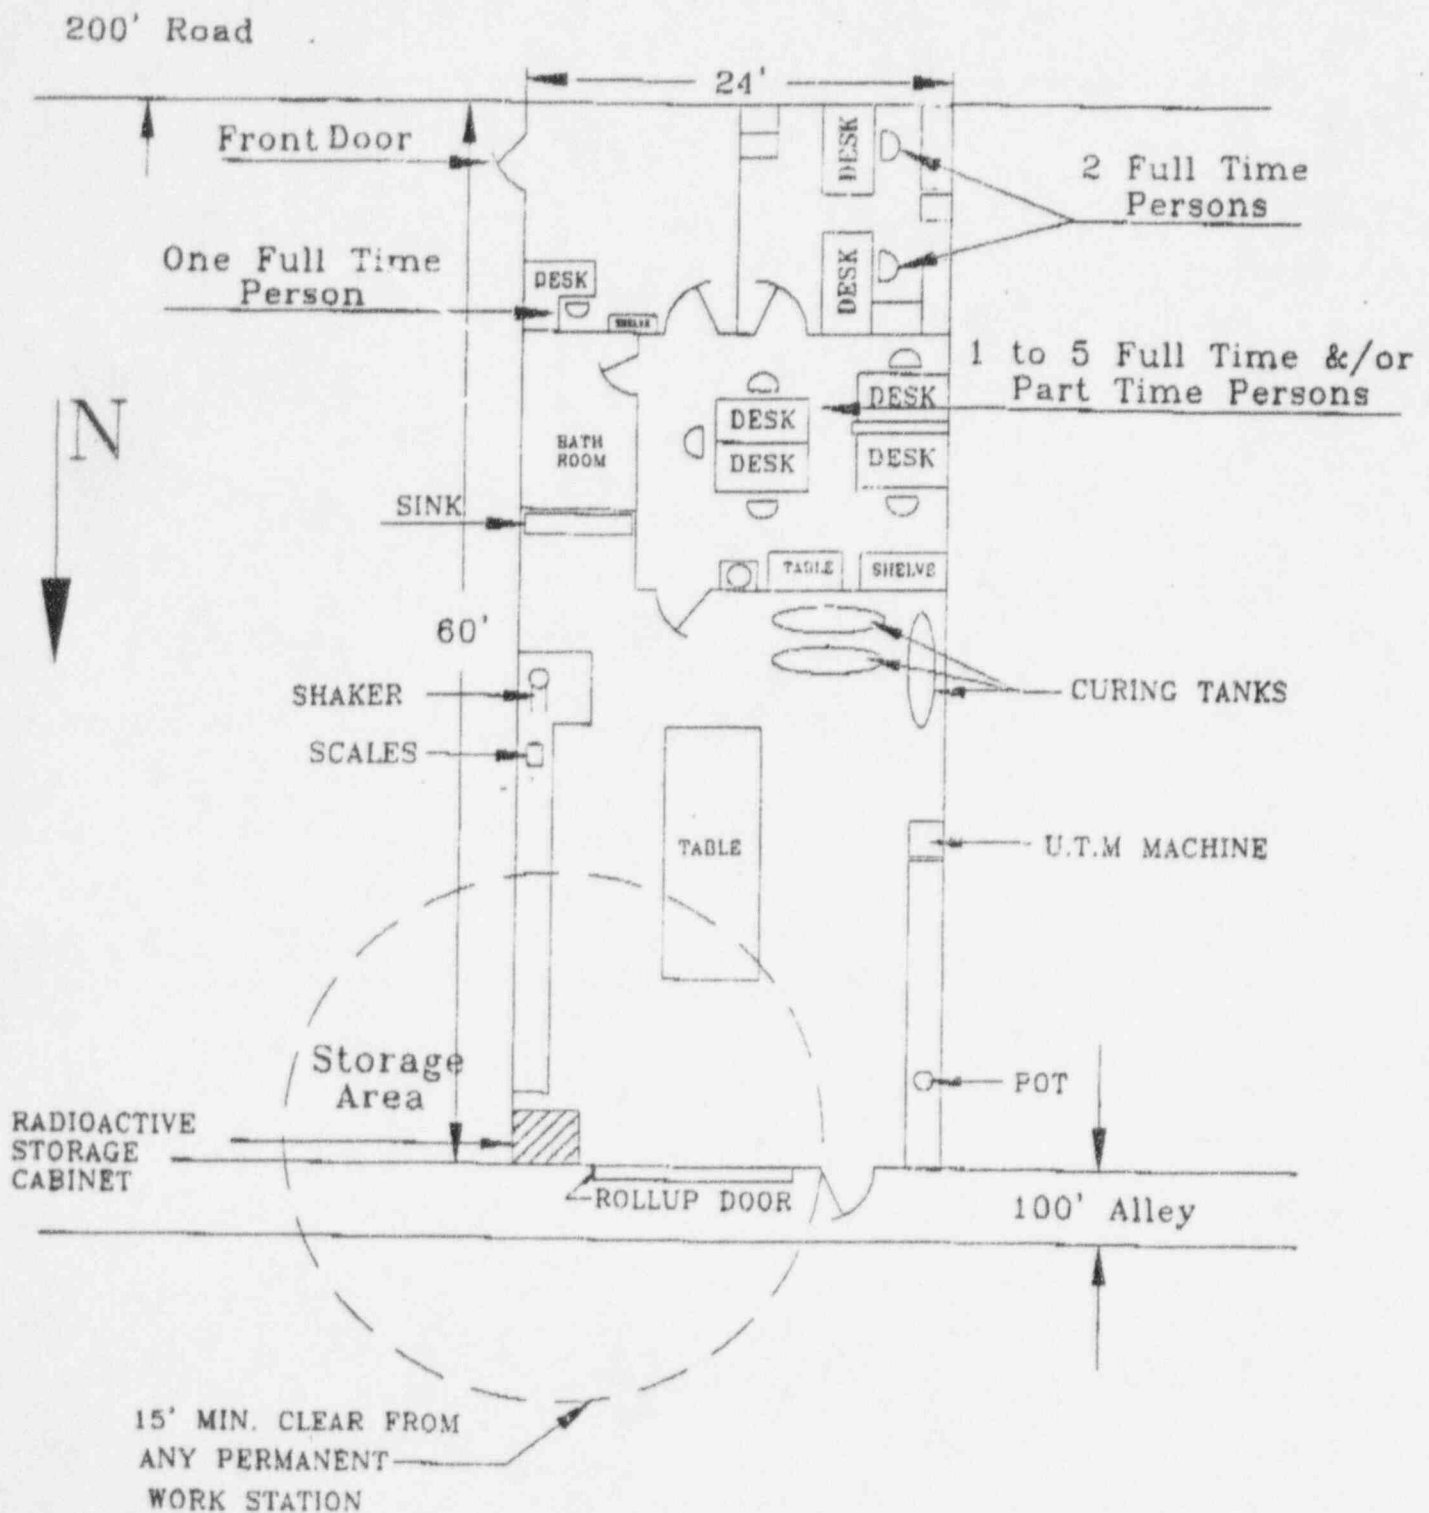 200' Road
24'
Front Door
DESK
2 Full Time
Persons
One Full Time
Person
DESK
DESK
SHELVE
1 to 5 Full Time &/or
Part Time Persons
N
DESK
DESK
DESK
DESK
BATH
ROOM
SINK
TABLE
SHELVE
60'
SHAKER
CURING TANKS
SCALES
TABLE
U.T.M MACHINE
Storage
Area
POT
RADIOACTIVE
STORAGE
CABINET
ROLLUP DOOR
100' Alley
15' MIN. CLEAR FROM
ANY PERMANENT
WORK STATION